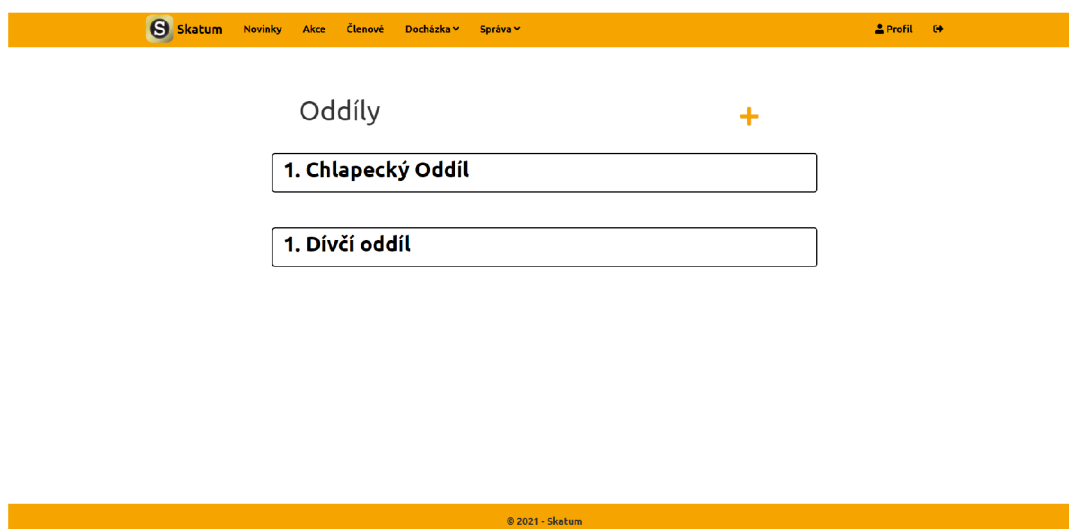 S Skatum Novinky Akce Členové Docházka Správa Profil
Oddíly
1. Chlapecký Oddíl
1. Dívčí oddíl
© 2021 - Skatum